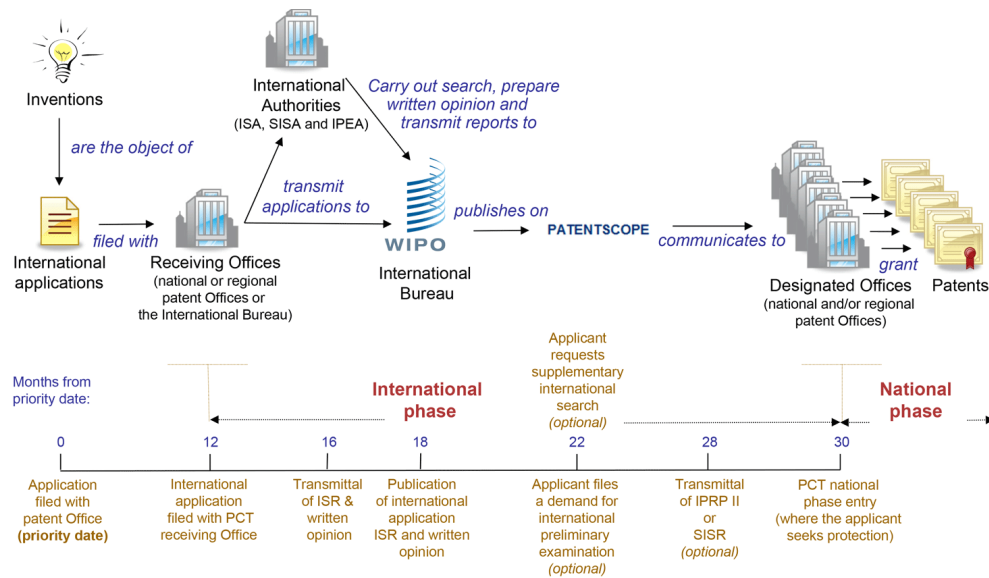 Inventions
are the object of
International
applications
filed with
Receiving Offices
(national or regional
patent Offices or
the International Bureau)
International
Authorities
(ISA, SISA and IPEA)
transmit
applications to
Carry out search, prepare
written opinion and
transmit reports to
WIPO
International
Bureau
publishes on
PATENTSCOPE
communicates to
Designated Offices
(national and/or regional
patent Offices)
grant
Patents
Months from
priority date:
International
phase
Applicant
requests
supplementary
international
search
(optional)
National
phase
0
12
16
18
22
28
30
Application
filed with
patent Office
(priority date)
International
application
filed with PCT
receiving Office
Transmittal
of ISR &
written
opinion
Publication
of international
application
ISR and written
opinion
Applicant files
a demand for
international
preliminary
examination
(optional)
Transmittal
of IPRP II
or
SISR
(optional)
PCT national
phase entry
(where the applicant
seeks protection)